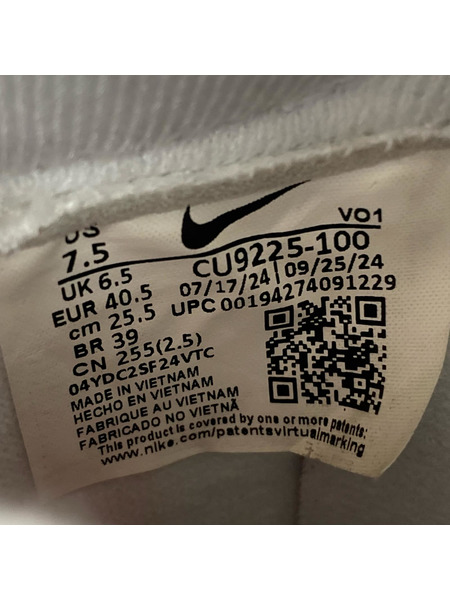 US
7.5
UK 6.5
EUR 40.5
cm 25.5
BR 39
CN 255(2.5)
04YDC2SF24VTC
MADE IN VIETNAM
HECHO EN VIETNAM
FABRIQUE AU VIETNAM
FABRICADO NO VIETNÃ
This product is covered by one or more patents:
www.nike.com/patentsvirtualmarking
VO1
CU9225-100
07/17/24 | 09/25/24
UPC 00194274091229